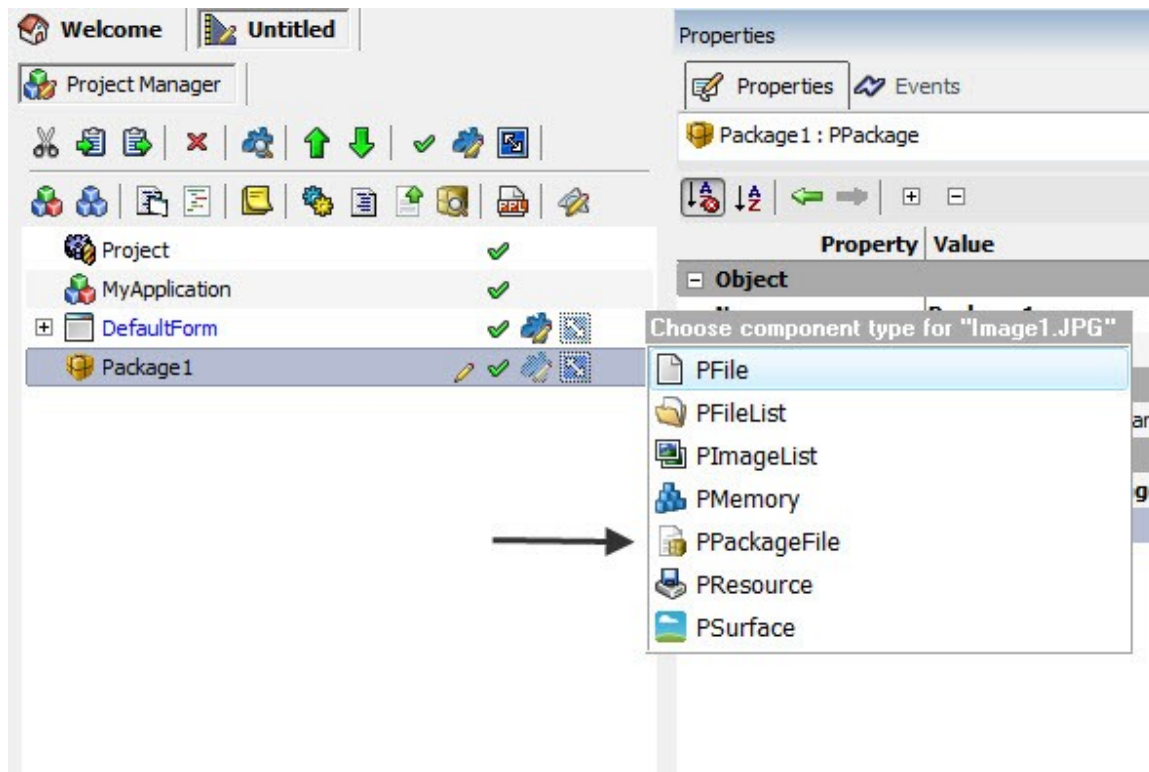 Welcome
Untitled
Project Manager
Project
MyApplication
DefaultForm
Package1
Properties
Properties
Events
Package1 : PPackage
Property
Value
Object
Choose component type for "Image1.JPG"
PFile
PFileList
PImageList
PMemory
PPackageFile
PResource
PSurface